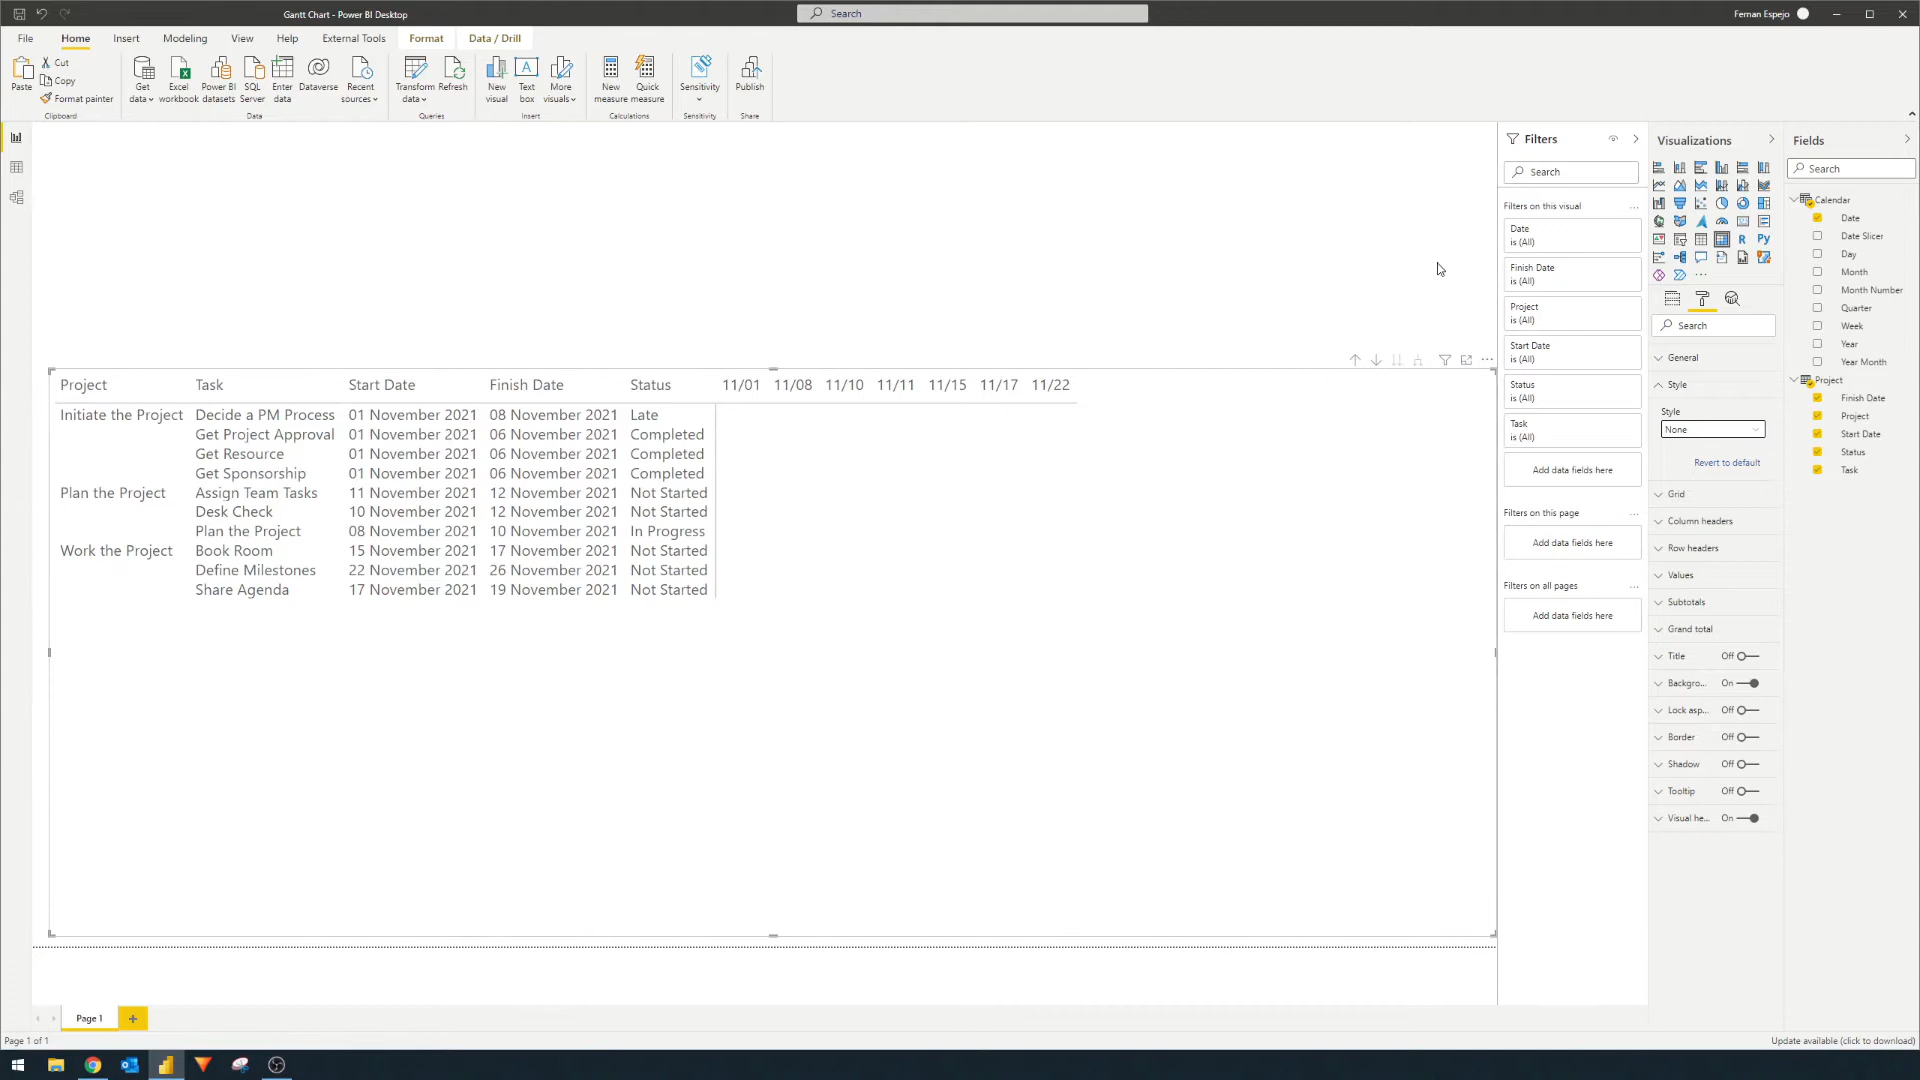 Gantt Chart - Power BI Desktop
Search
Fernan Espejo
File Home Insert Modeling View Help External Tools Format Data / Drill
Paste
Cut
Copy
Format painter
Clipboard
Get data
Excel workbook
Power BI datasets
SQL Server
Enter data
Dataverse
Recent sources
Data
Transform data
Refresh
Queries
New visual
Text box
More visuals
Insert
New measure
Quick measure
Calculations
Sensitivity
Sensitivity
Publish
Share
Project Task Start Date Finish Date Status 11/01 11/08 11/10 11/11 11/15 11/17 11/22
Initiate the Project Decide a PM Process 01 November 2021 08 November 2021 Late
Get Project Approval 01 November 2021 06 November 2021 Completed
Get Resource 01 November 2021 06 November 2021 Completed
Get Sponsorship 01 November 2021 06 November 2021 Completed
Plan the Project Assign Team Tasks 11 November 2021 12 November 2021 Not Started
Desk Check 10 November 2021 12 November 2021 Not Started
Plan the Project 08 November 2021 10 November 2021 In Progress
Work the Project Book Room 15 November 2021 17 November 2021 Not Started
Define Milestones 22 November 2021 26 November 2021 Not Started
Share Agenda 17 November 2021 19 November 2021 Not Started
Filters
Search
Filters on this visual ...
Date
is (All)
Finish Date
is (All)
Project
is (All)
Start Date
is (All)
Status
is (All)
Task
is (All)
Add data fields here
Filters on this page ...
Add data fields here
Filters on all pages ...
Add data fields here
Visualizations
R Py
...
Search
General
Style
Style
None
Revert to default
Grid
Column headers
Row headers
Values
Subtotals
Grand total
Title Off
Backgro... On
Lock asp... Off
Border Off
Shadow Off
Tooltip Off
Visual he... On
Fields
Search
Calendar
Date
Date Slicer
Day
Month
Month Number
Quarter
Week
Year
Year Month
Project
Finish Date
Project
Start Date
Status
Task
Page 1
Page 1 of 1
Update available (click to download)